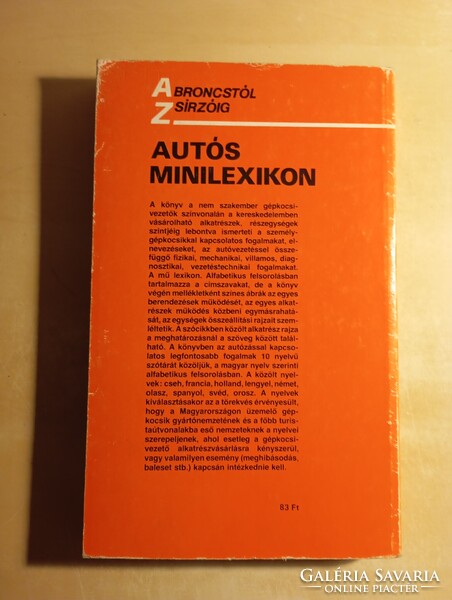 A BRONCSTÓL
Z SÍRZÓIG
AUTÓS
MINILEXIKON
A könyv a nem szakember gépkocsi-
vezetők színvonalán a kereskedelemben
vásárolható alkatrészek, részegységek
szintjéig lebontva ismerteti a személy-
gépkocsikkal kapcsolatos fogalmakat, el-
nevezéseket, az autóvezetéssel össze-
függő fizikai, mechanikai, villamos, diag-
nosztikai, vezetéstechnikai fogalmakat.
A mű lexikon. Alfabetikus felsorolásban
tartalmazza a címszavakat, de a könyv
végén mellékletként színes ábrák az egyes
berendezések működését, az egyes alkat-
részek működés közbeni egymásrahatá-
sát, az egységek összeállítási rajzait szem-
léltetik. A szócikkben közölt alkatrész rajza
a meghatározásnál a szöveg között talál-
ható. A könyvben az autózással kapcso-
latos legfontosabb fogalmak 10 nyelvű
szótárát közöljük, a magyar nyelv szerinti
alfabetikus felsorolásban. A közölt nyel-
vek: cseh, francia, holland, lengyel, német,
olasz, spanyol, svéd, orosz. A nyelvek
kiválasztásakor az a törekvés érvényesült,
hogy a Magyarországon üzemelő gép-
kocsik gyártónemzetének és a főbb turis-
taútvonalakba eső nemzeteknek a nyelvei
szerepeljenek, ahol esetleg a gépkocsi-
vezető alkatrészvásárlásra kényszerül,
vagy valamilyen esemény (meghibásodás,
baleset stb.) kapcsán intézkednie kell.
83 Ft
GALÉRIA SAVARIA
ONLINE PIACTÉR